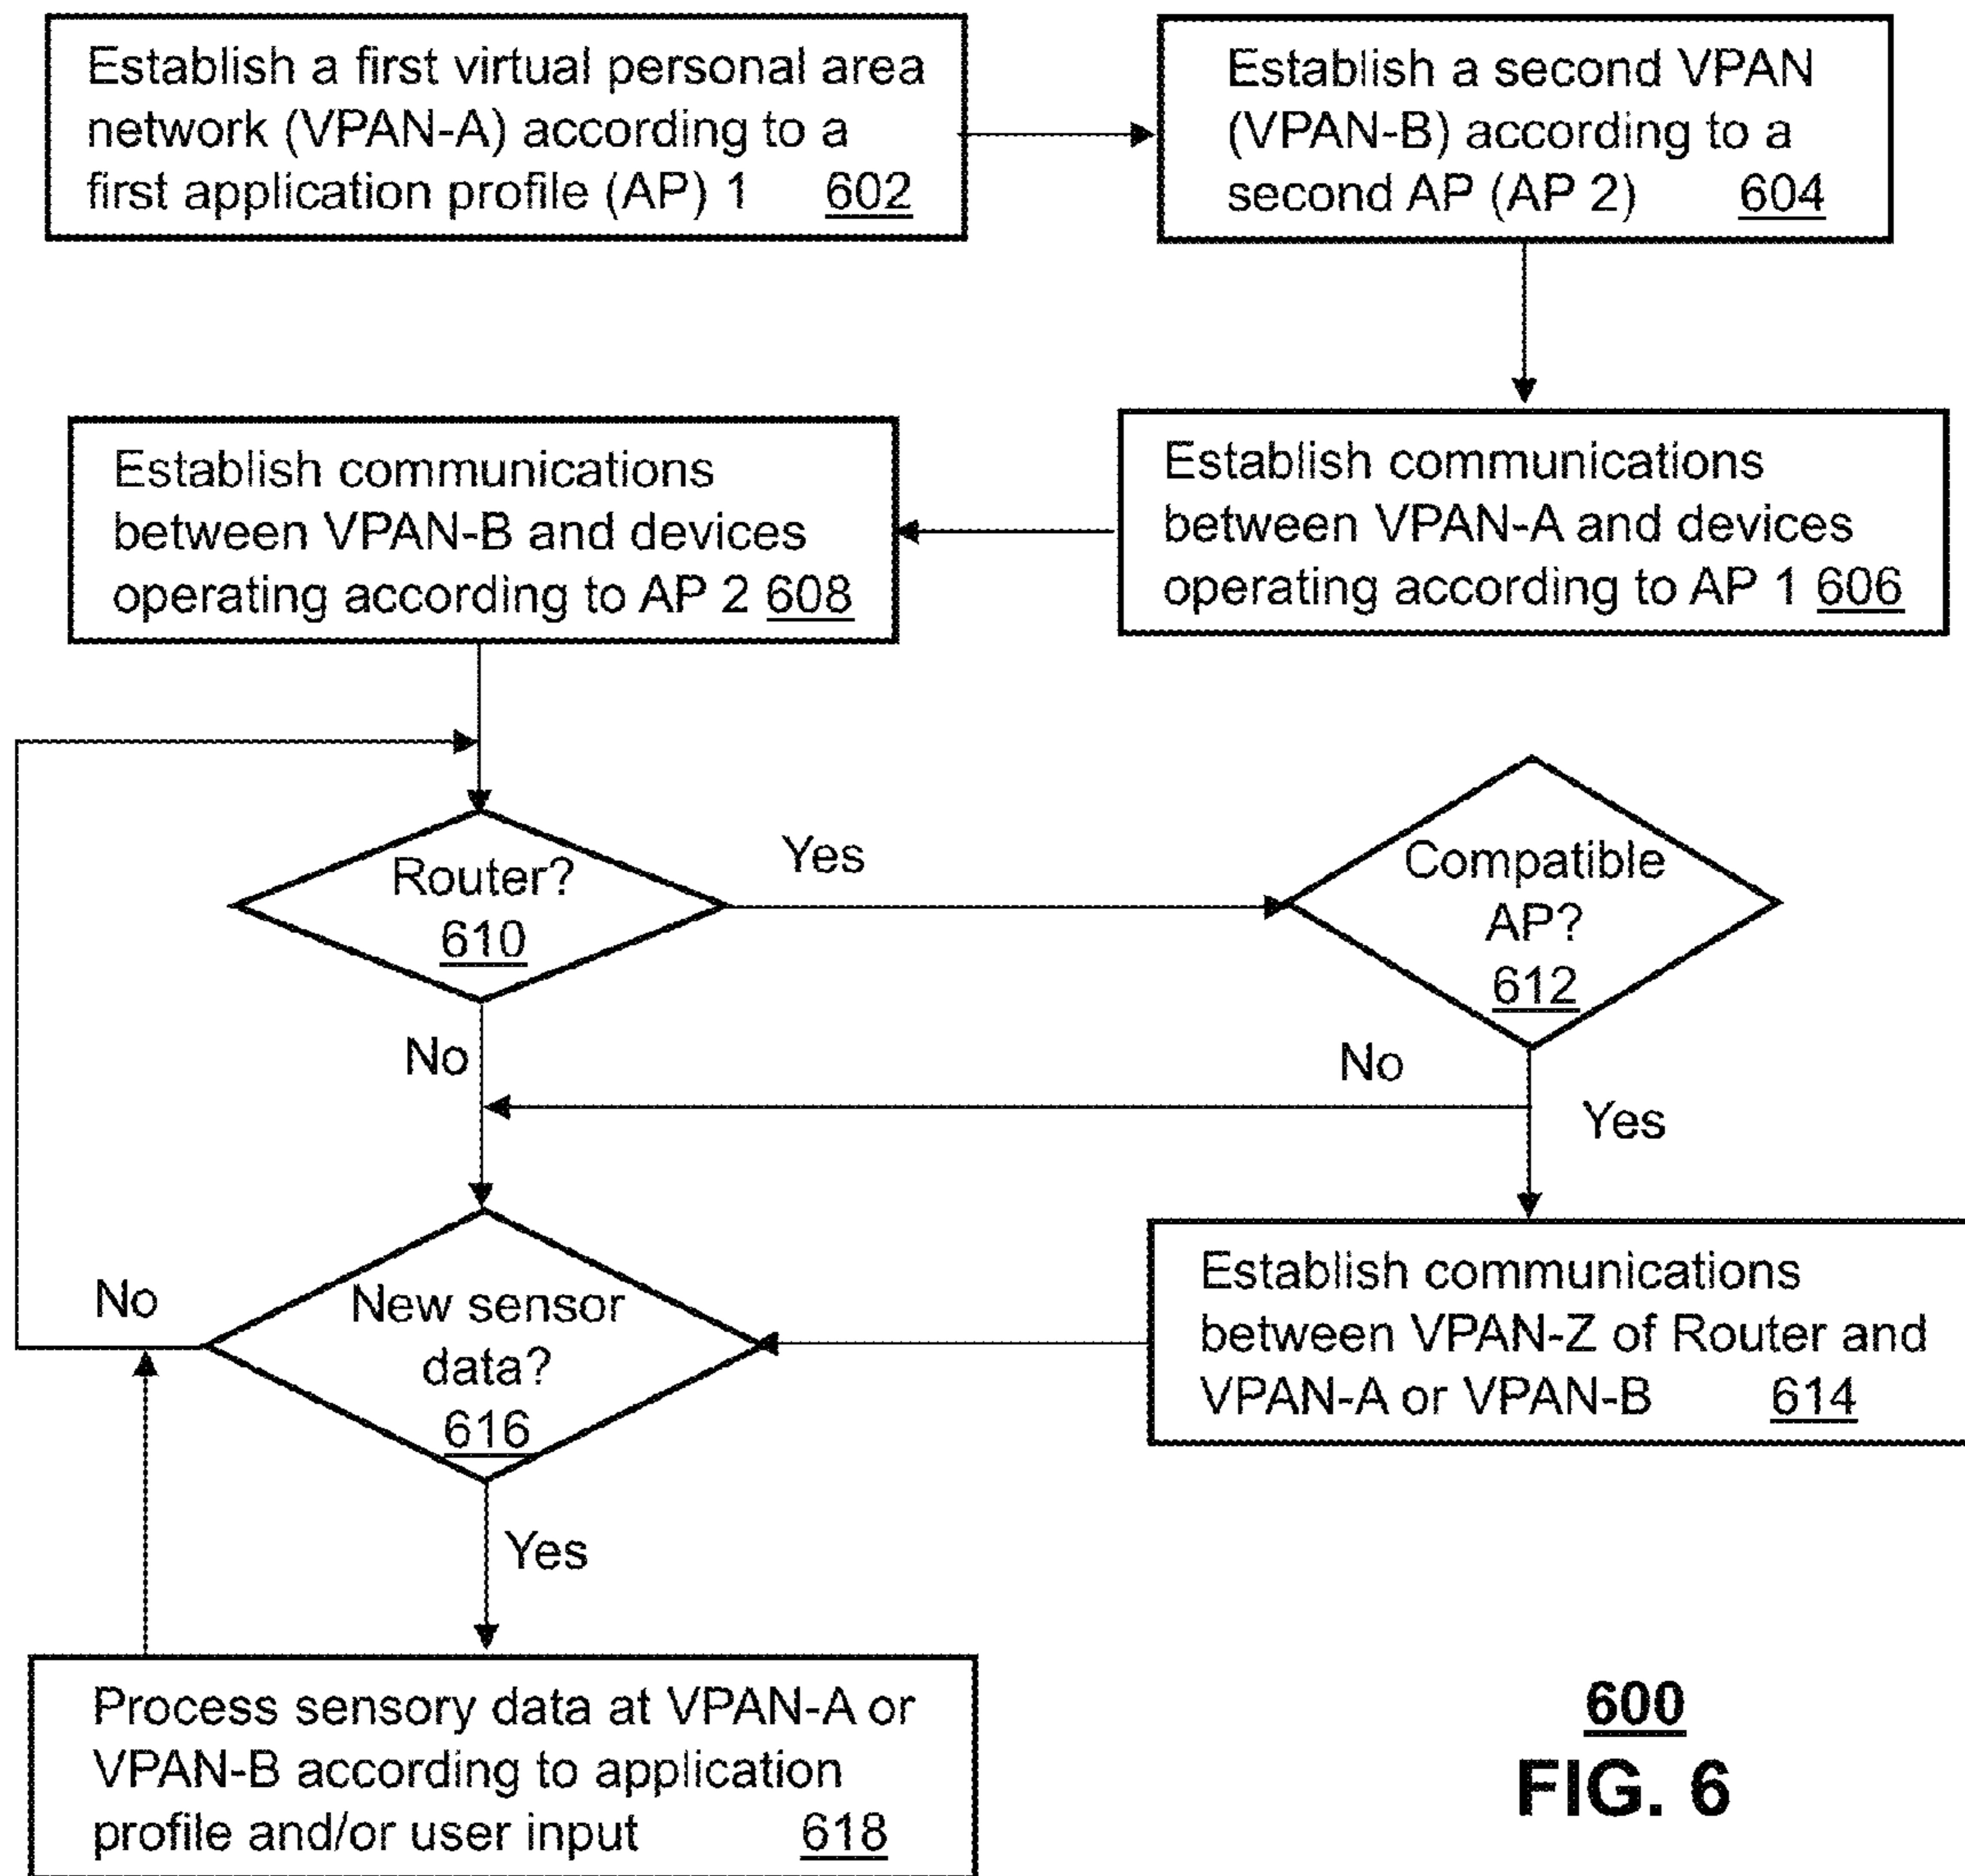 Establish a first virtual personal area
network (VPAN-A) according to a
first application profile (AP) 1 602
Establish a second VPAN
(VPAN-B) according to a
second AP (AP 2) 604
Establish communications
between VPAN-B and devices
operating according to AP 2 608
Establish communications
between VPAN-A and devices
operating according to AP 1 606
Router?
610
Yes
Compatible
AP?
612
No
No
Yes
New sensor
data?
616
No
Establish communications
between VPAN-Z of Router and
VPAN-A or VPAN-B 614
Yes
Process sensory data at VPAN-A or
VPAN-B according to application
profile and/or user input 618
600
FIG. 6